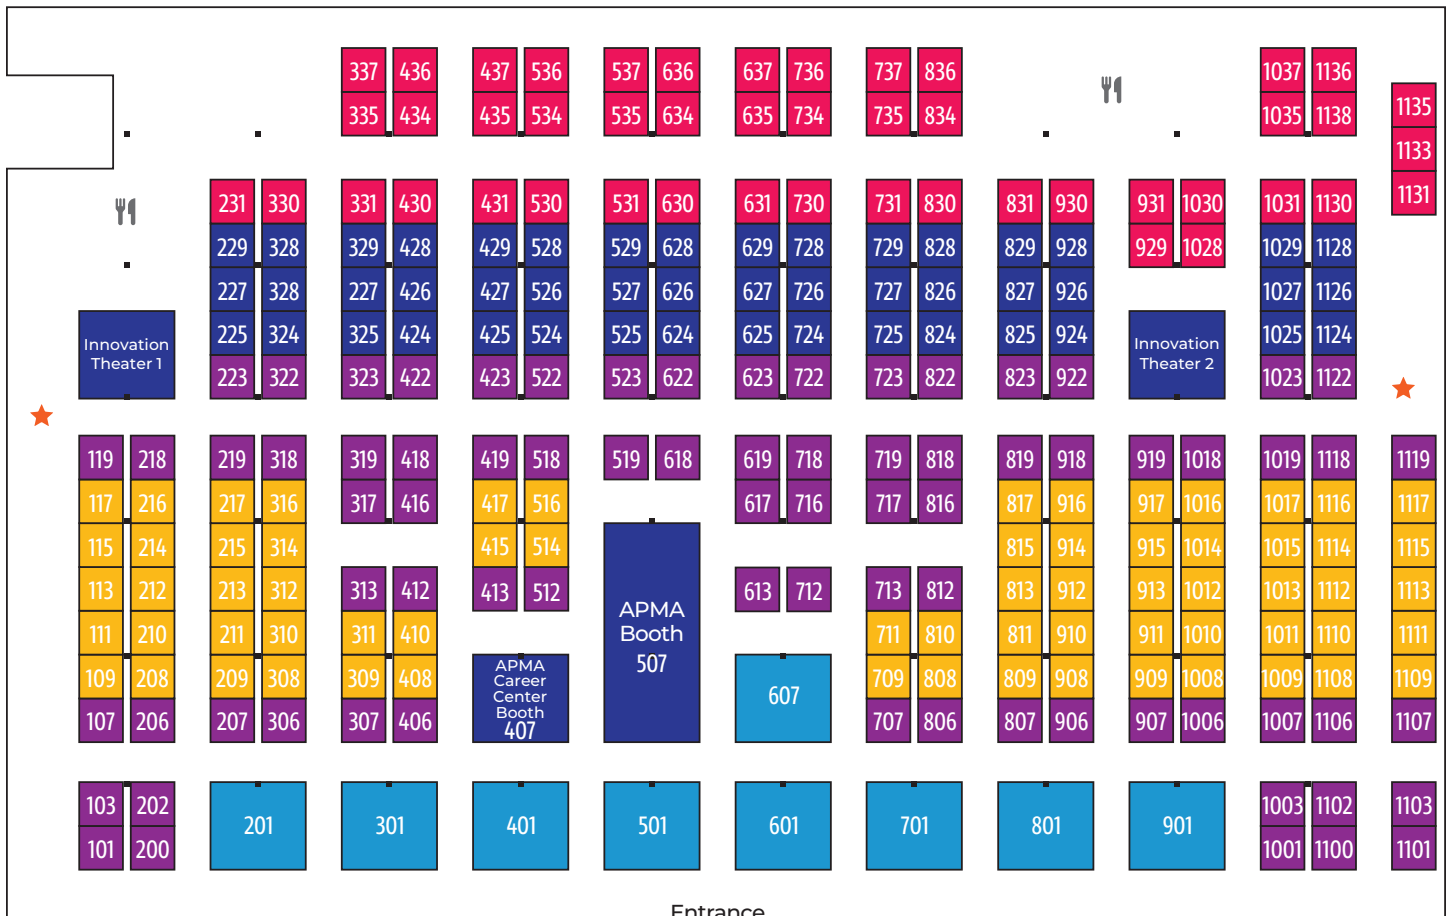 337 436 437 536 537 636 637 736 737 836 1037 1136
335 434 435 534 535 634 635 734 735 834 1035 1138
1135
1133
1131
231 330 331 430 431 530 531 630 631 730 731 830 831 930 931 1030 1031 1130
229 328 329 428 429 528 529 628 629 728 729 828 829 928 929 1028 1029 1128
227 328 227 426 427 526 527 626 627 726 727 826 827 926 1027 1126
225 324 325 424 425 524 525 624 625 724 725 824 825 924 1025 1124
223 322 323 422 423 522 523 622 623 722 723 822 823 922 1023 1122
Innovation
Theater 1
Innovation
Theater 2
119 218 219 318 319 418 419 518 519 618 619 718 719 818 819 918 919 1018 1019 1118 1119
117 216 217 316 317 416 417 516 617 716 717 816 817 916 917 1016 1017 1116 1117
115 214 215 314 415 514 815 914 915 1014 1015 1114 1115
113 212 213 312 313 412 413 512 613 712 713 812 813 912 913 1012 1013 1112 1113
111 210 211 310 311 410 711 810 811 910 911 1010 1011 1110 1111
109 208 209 308 309 408 709 808 809 908 909 1008 1009 1108 1109
107 206 207 306 307 406 707 806 807 906 907 1006 1007 1106 1107
APMA
Career
Center
Booth
407
APMA
Booth
507
607
103 202 1003 1102 1103
201 301 401 501 601 701 801 901
101 200 1001 1100 1101
Entrance